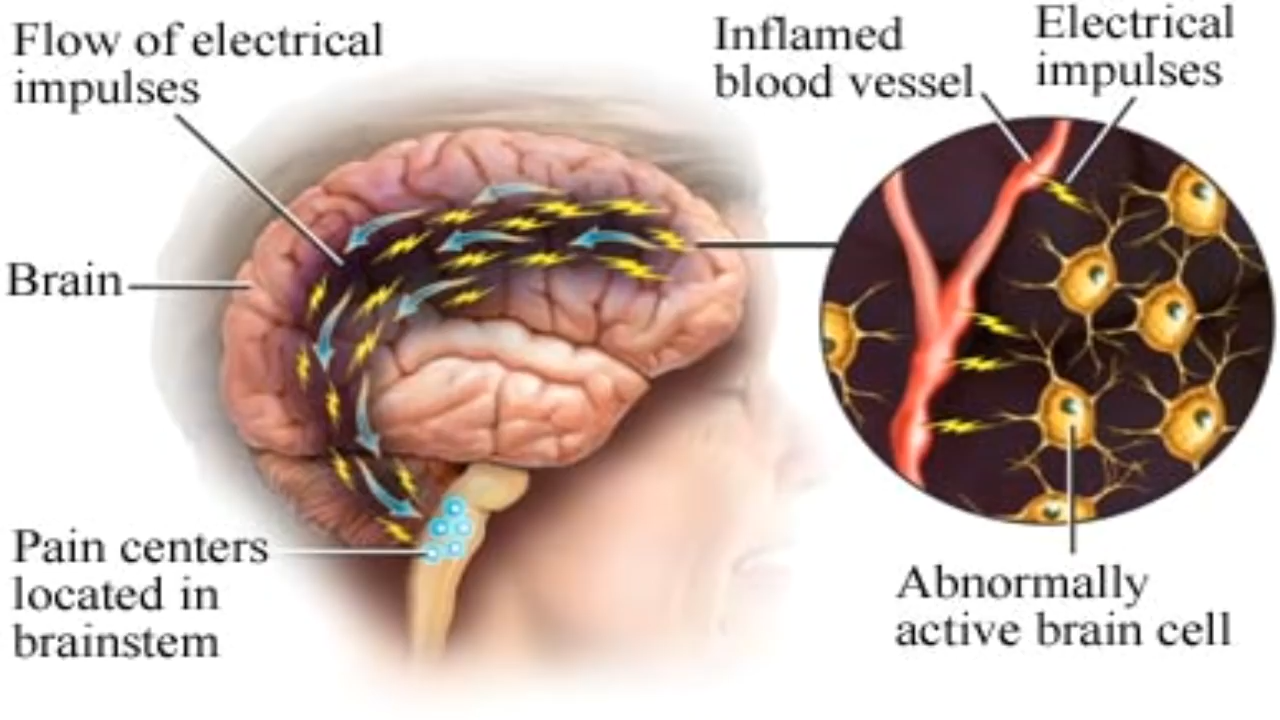 Flow of electrical
impulses
Inflamed
blood vessel
Electrical
impulses
Brain
Pain centers
located in
brainstem
Abnormally
active brain cell